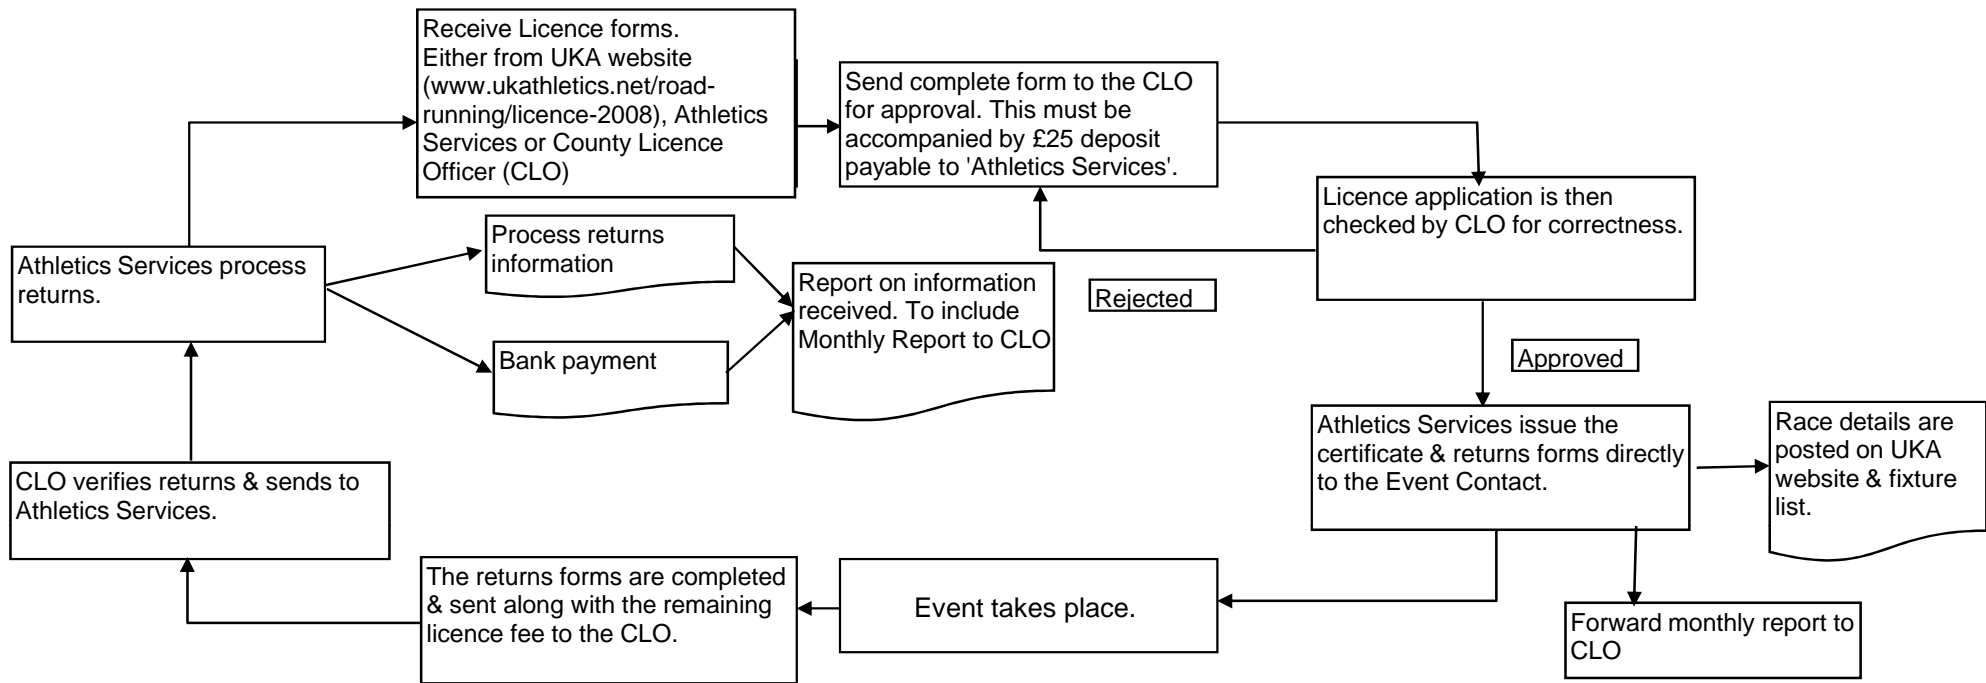 Receive Licence forms.
Either from UKA website
(www.ukathletics.net/road-
running/licence-2008), Athletics
Services or County Licence
Officer (CLO)
Send complete form to the CLO
for approval. This must be
accompanied by £25 deposit
payable to 'Athletics Services'.
Licence application is then
checked by CLO for correctness.
Rejected
Approved
Athletics Services issue the
certificate & returns forms directly
to the Event Contact.
Race details are
posted on UKA
website & fixture
list.
Forward monthly report to
CLO
Event takes place.
The returns forms are completed
& sent along with the remaining
licence fee to the CLO.
CLO verifies returns & sends to
Athletics Services.
Athletics Services process
returns.
Process returns
information
Bank payment
Report on information
received. To include
Monthly Report to CLO